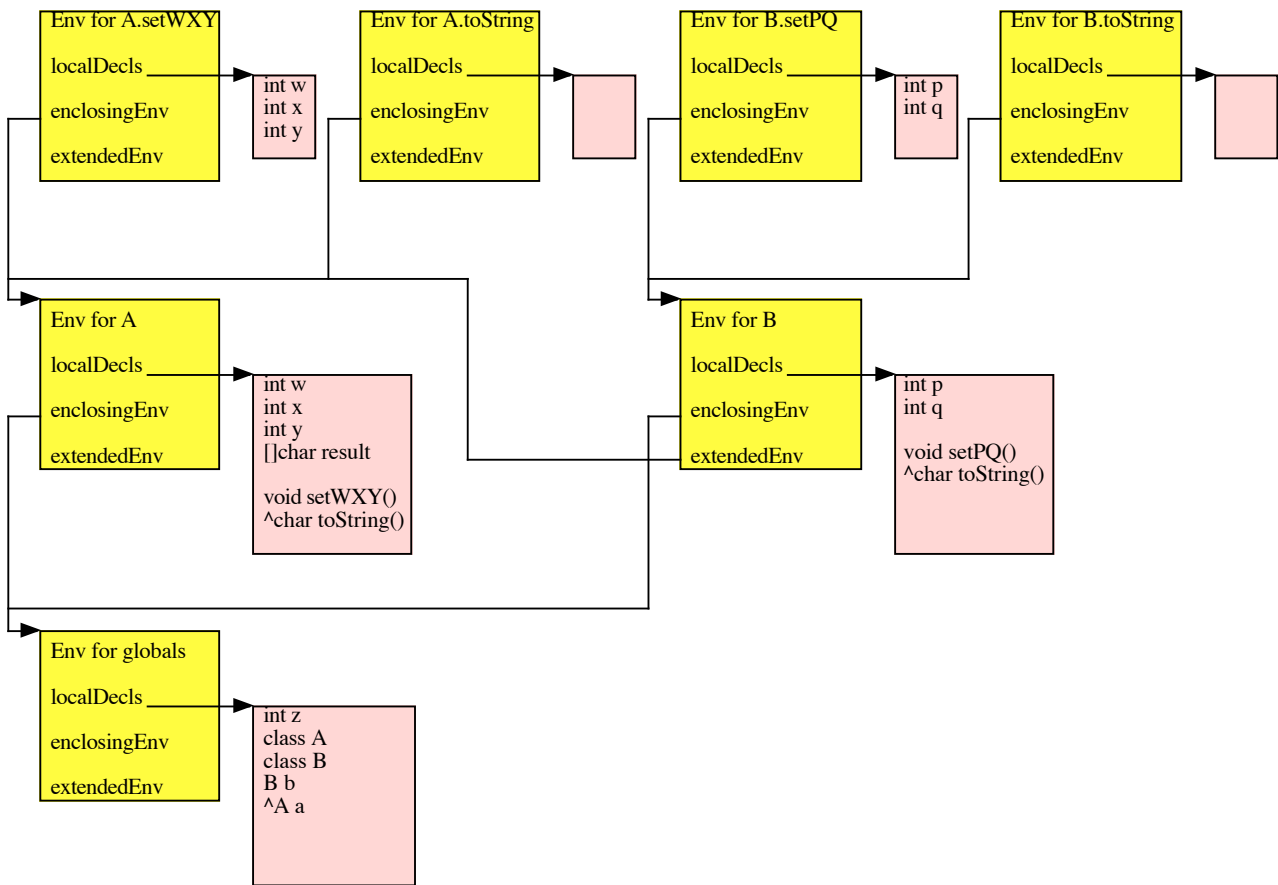 Env for A.setWXY
localDecls
enclosingEnv
extendedEnv
int w
int x
int y
Env for A.toString
localDecls
enclosingEnv
extendedEnv
Env for B.setPQ
localDecls
enclosingEnv
extendedEnv
int p
int q
Env for B.toString
localDecls
enclosingEnv
extendedEnv
Env for A
localDecls
enclosingEnv
extendedEnv
int w
int x
int y
[]char result
void setWXY()
^char toString()
Env for B
localDecls
enclosingEnv
extendedEnv
int p
int q
void setPQ()
^char toString()
Env for globals
localDecls
enclosingEnv
extendedEnv
int z
class A
class B
B b
^A a